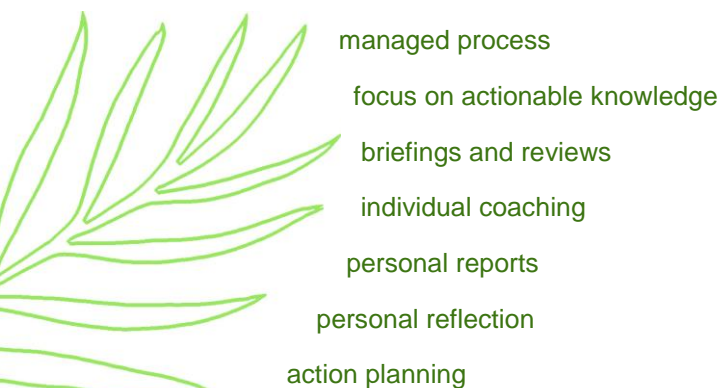 managed process
focus on actionable knowledge
briefings and reviews
individual coaching
personal reports
personal reflection
action planning